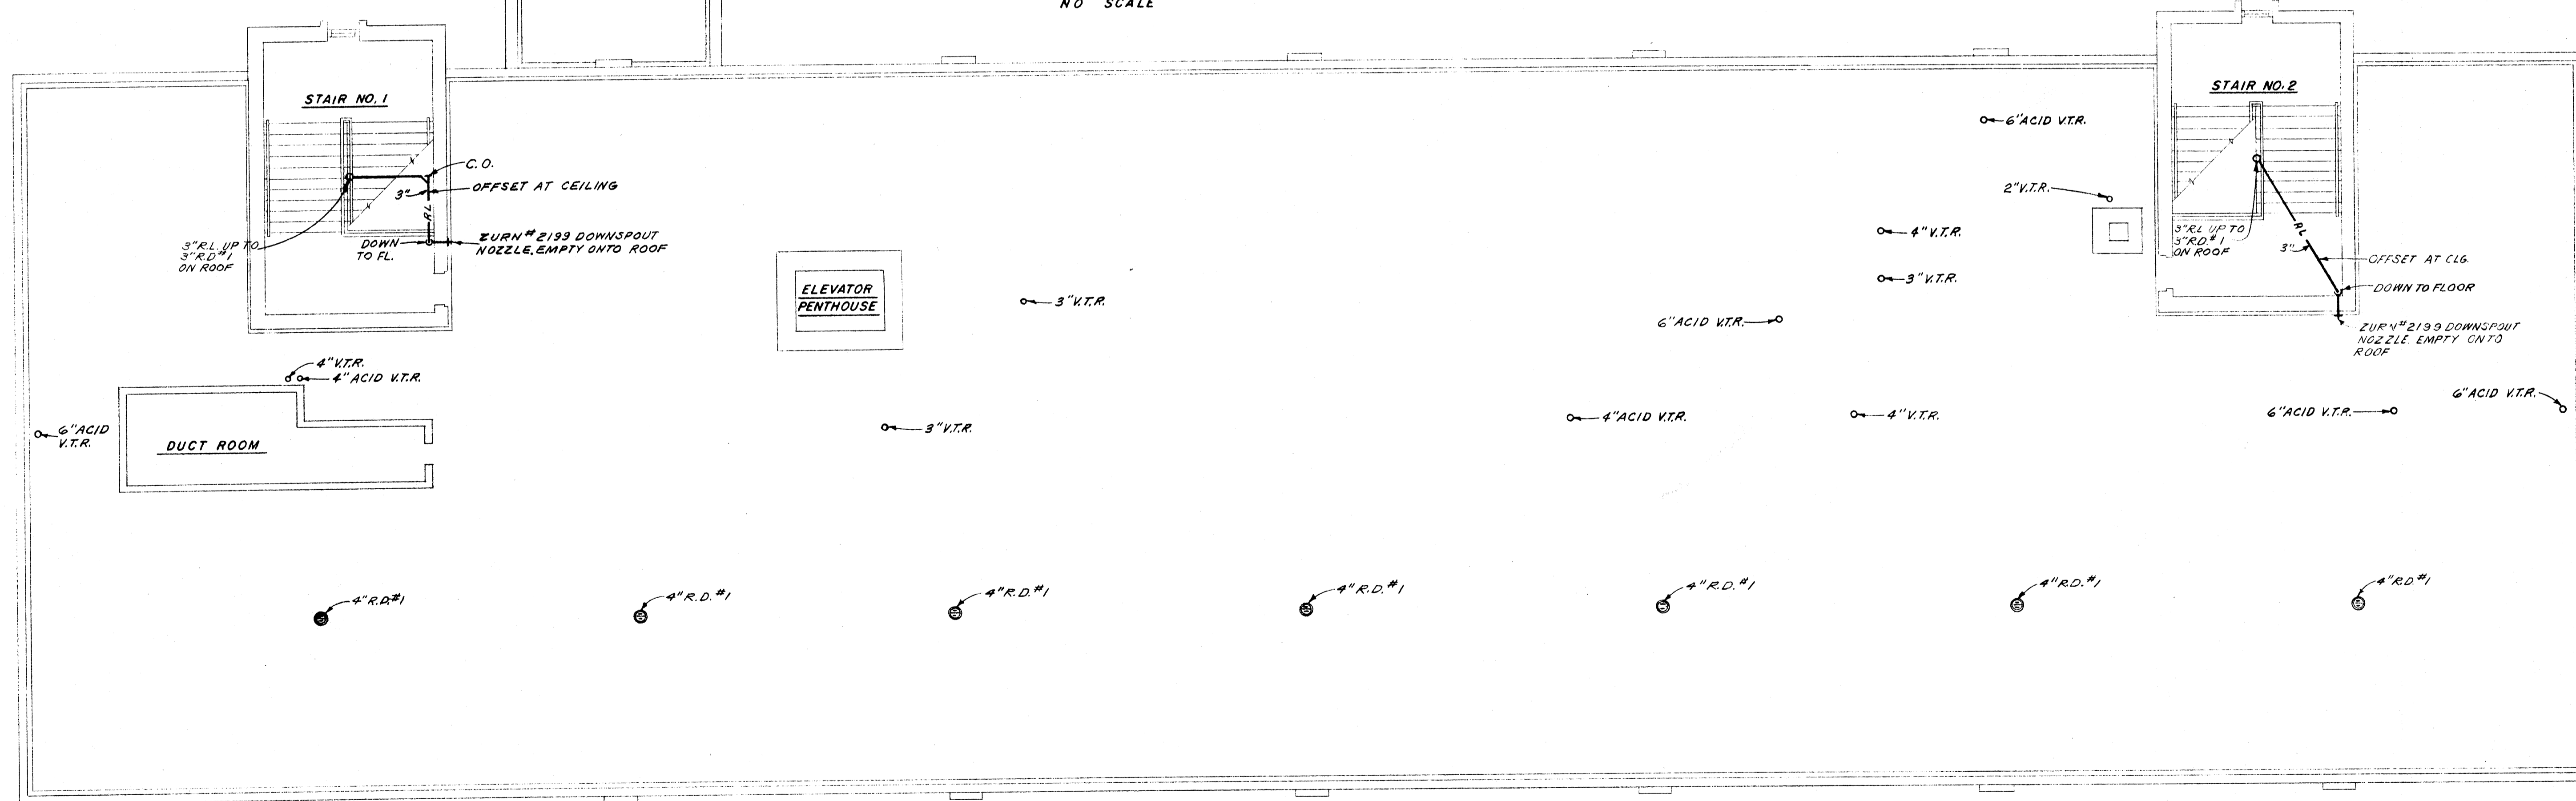 NO SCALE
STAIR NO. 1
C.O.
3"
OFFSET AT CEILING
RL
3" R.L. UP TO
3" R.D. #1
ON ROOF
DOWN
TO FL.
ZURN # 2199 DOWNSPOUT
NOZZLE, EMPTY ONTO ROOF
STAIR NO. 2
6" ACID V.T.R.
2" V.T.R.
3" R.L. UP TO
3" R.D. #1
ON ROOF
RL
3"
OFFSET AT CLG.
DOWN TO FLOOR
ZURN # 2199 DOWNSPOUT
NOZZLE. EMPTY ONTO
ROOF
4" V.T.R.
3" V.T.R.
ELEVATOR
PENTHOUSE
3" V.T.R.
6" ACID V.T.R.
4" V.T.R.
4" ACID V.T.R.
6" ACID
V.T.R.
DUCT ROOM
3" V.T.R.
4" ACID V.T.R.
4" V.T.R.
6" ACID V.T.R.
6" ACID V.T.R.
4" R.D. #1
4" R.D. #1
4" R.D. #1
4" R.D. #1
4" R.D. #1
4" R.D. #1
4" R.D. #1